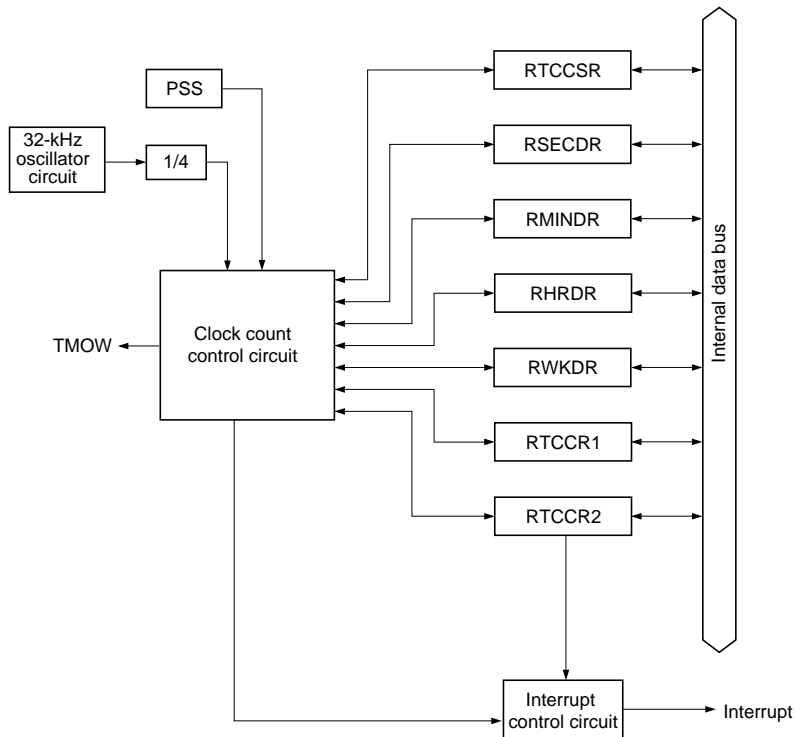 PSS
32-kHz
oscillator
circuit
1/4
Clock count
control circuit
TMOW
RTCCSR
RSECDR
RMINDR
RHRDR
RWKDR
RTCCR1
RTCCR2
Internal data bus
Interrupt
control circuit
Interrupt